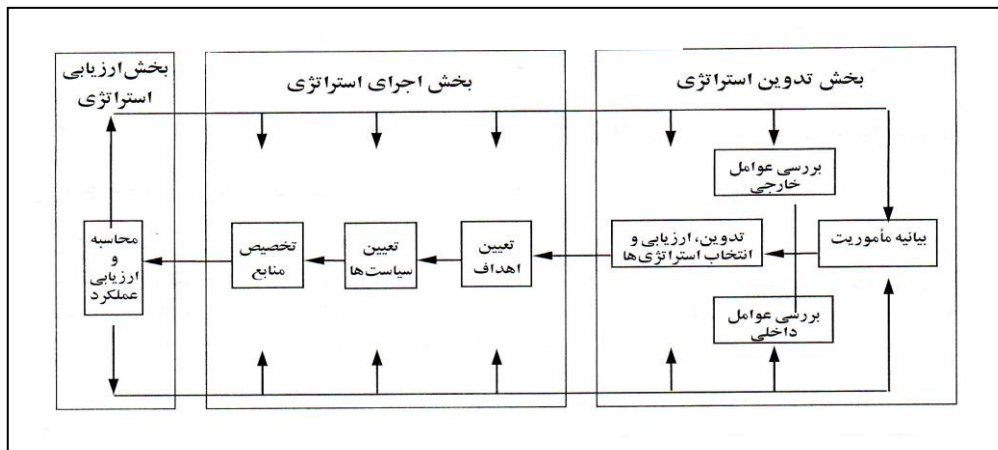 بخش تدوین استراتژی
بررسی عوامل
خارجی
بیانیه مأموریت
تدوین، ارزیابی و
انتخاب استراتژی‌ها
بررسی عوامل
داخلی
بخش اجرای استراتژی
تعیین
اهداف
تعیین
سیاست‌ها
تخصیص
منابع
بخش ارزیابی
استراتژی
محاسبه
و
ارزیابی
عملکرد